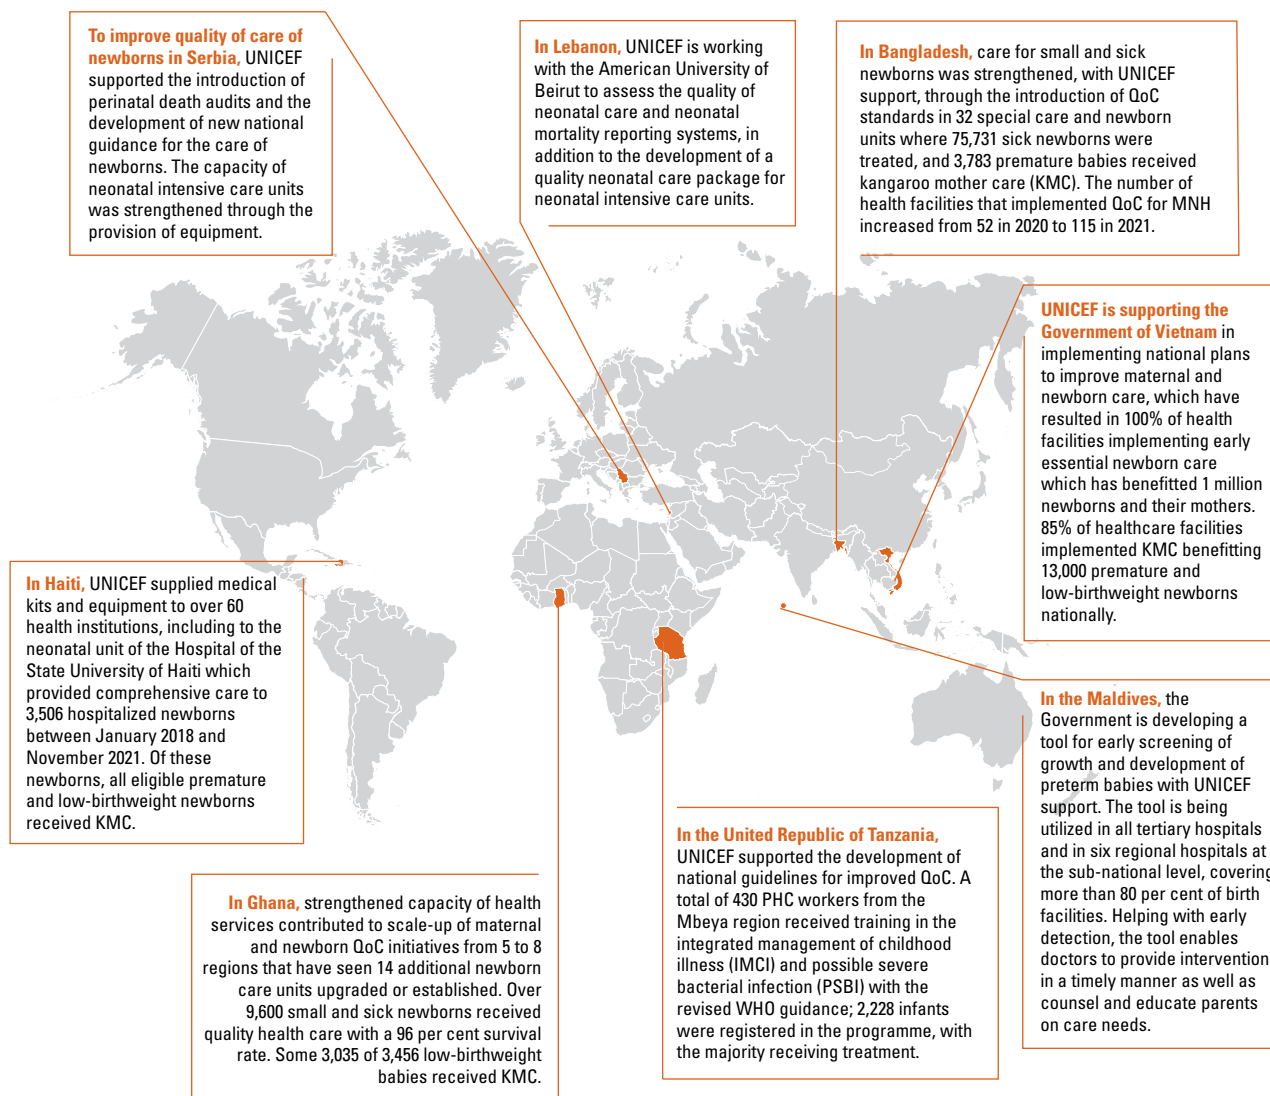 To improve quality of care of
newborns in Serbia, UNICEF
supported the introduction of
perinatal death audits and the
development of new national
guidance for the care of
newborns. The capacity of
neonatal intensive care units
was strengthened through the
provision of equipment.
In Lebanon, UNICEF is working
with the American University of
Beirut to assess the quality of
neonatal care and neonatal
mortality reporting systems, in
addition to the development of a
quality neonatal care package for
neonatal intensive care units.
In Bangladesh, care for small and sick
newborns was strengthened, with UNICEF
support, through the introduction of QoC
standards in 32 special care and newborn
units where 75,731 sick newborns were
treated, and 3,783 premature babies received
kangaroo mother care (KMC). The number of
health facilities that implemented QoC for MNH
increased from 52 in 2020 to 115 in 2021.
UNICEF is supporting the
Government of Vietnam in
implementing national plans
to improve maternal and
newborn care, which have
resulted in 100% of health
facilities implementing early
essential newborn care
which has benefitted 1 million
newborns and their mothers.
85% of healthcare facilities
implemented KMC benefitting
13,000 premature and
low-birthweight newborns
nationally.
In Haiti, UNICEF supplied medical
kits and equipment to over 60
health institutions, including to the
neonatal unit of the Hospital of the
State University of Haiti which
provided comprehensive care to
3,506 hospitalized newborns
between January 2018 and
November 2021. Of these
newborns, all eligible premature
and low-birthweight newborns
received KMC.
In the Maldives, the
Government is developing a
tool for early screening of
growth and development of
preterm babies with UNICEF
support. The tool is being
utilized in all tertiary hospitals
and in six regional hospitals at
the sub-national level, covering
more than 80 per cent of birth
facilities. Helping with early
detection, the tool enables
doctors to provide intervention
in a timely manner as well as
counsel and educate parents
on care needs.
In the United Republic of Tanzania,
UNICEF supported the development of
national guidelines for improved QoC. A
total of 430 PHC workers from the
Mbeya region received training in the
integrated management of childhood
illness (IMCI) and possible severe
bacterial infection (PSBI) with the
revised WHO guidance; 2,228 infants
were registered in the programme, with
the majority receiving treatment.
In Ghana, strengthened capacity of health
services contributed to scale-up of maternal
and newborn QoC initiatives from 5 to 8
regions that have seen 14 additional newborn
care units upgraded or established. Over
9,600 small and sick newborns received
quality health care with a 96 per cent survival
rate. Some 3,035 of 3,456 low-birthweight
babies received KMC.